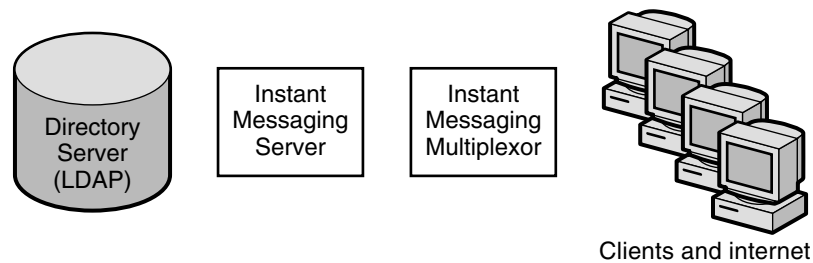 Directory
Server
(LDAP)
Instant
Messaging
Server
Instant
Messaging
Multiplexor
Clients and internet